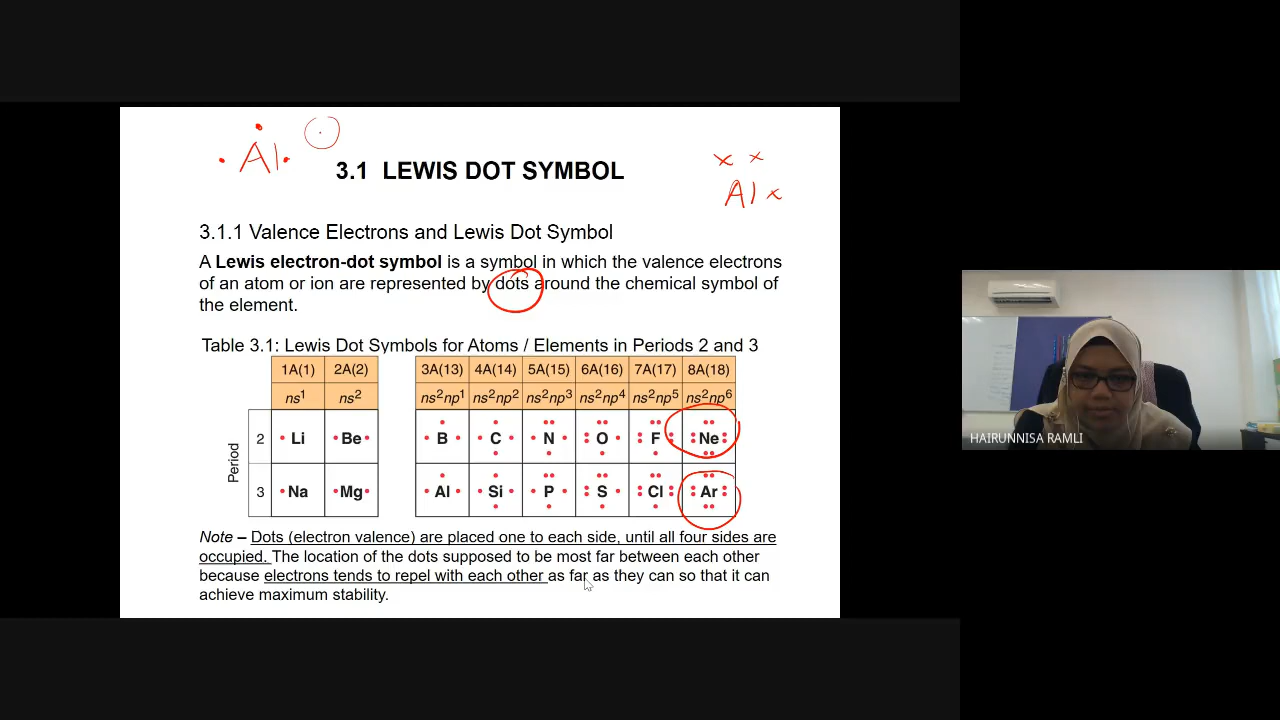 Al
x x
Al x
3.1 LEWIS DOT SYMBOL
3.1.1 Valence Electrons and Lewis Dot Symbol
A Lewis electron-dot symbol is a symbol in which the valence electrons
of an atom or ion are represented by dots around the chemical symbol of
the element.
Table 3.1: Lewis Dot Symbols for Atoms / Elements in Periods 2 and 3
1A(1) 2A(2) 3A(13) 4A(14) 5A(15) 6A(16) 7A(17) 8A(18)
ns¹ ns² ns²np¹ ns²np² ns²np³ ns²np⁴ ns²np⁵ ns²np⁶
Period
2 Li Be B C N O F Ne
3 Na Mg Al Si P S Cl Ar
Note – Dots (electron valence) are placed one to each side, until all four sides are
occupied. The location of the dots supposed to be most far between each other
because electrons tends to repel with each other as far as they can so that it can
achieve maximum stability.
HAIRUNNISA RAMLI